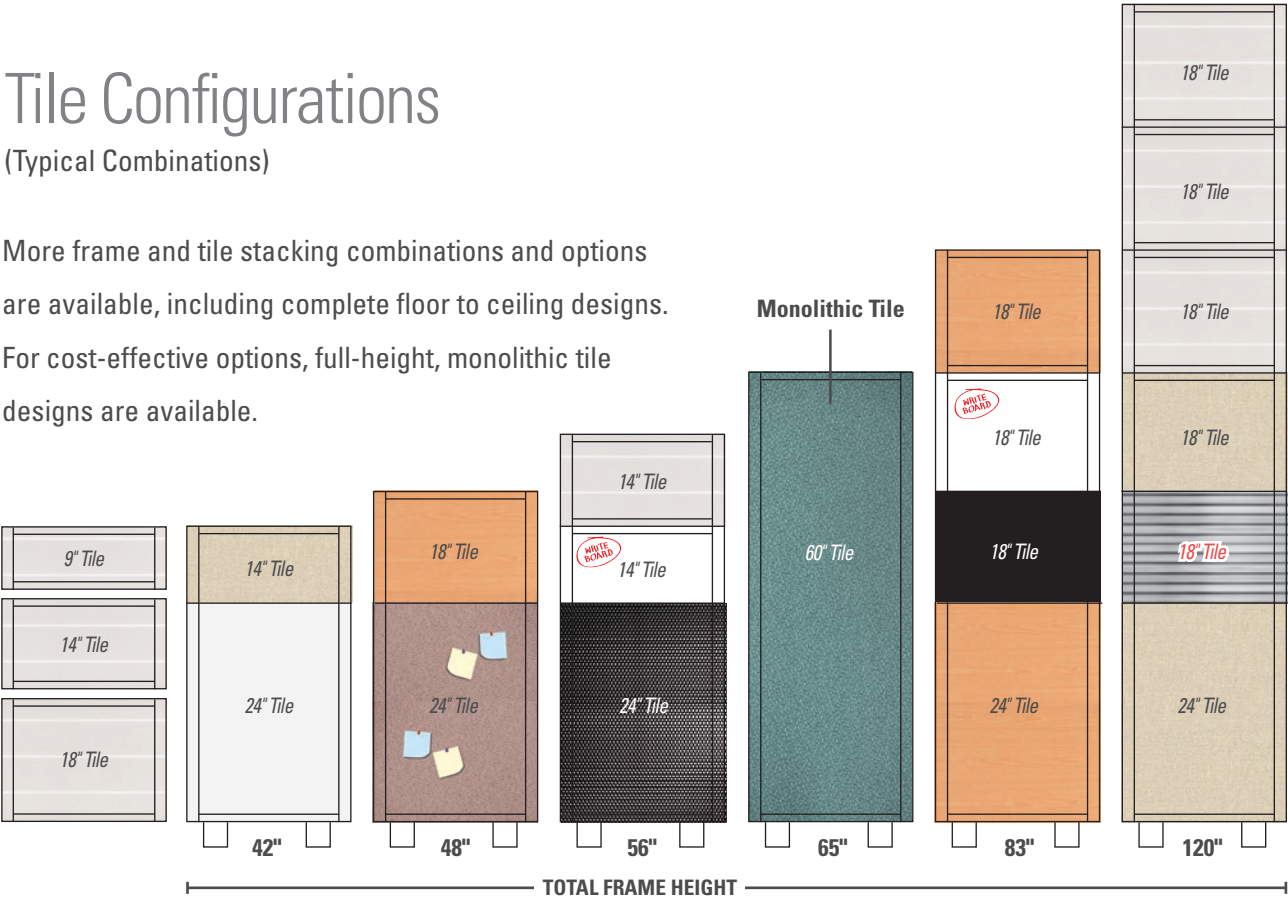 Tile Configurations
(Typical Combinations)
More frame and tile stacking combinations and options
are available, including complete floor to ceiling designs.
For cost-effective options, full-height, monolithic tile
designs are available.
9" Tile
14" Tile
18" Tile
14" Tile
24" Tile
42"
18" Tile
24" Tile
48"
14" Tile
WRITE
BOARD
14" Tile
24" Tile
56"
Monolithic Tile
60" Tile
65"
18" Tile
WRITE
BOARD
18" Tile
18" Tile
24" Tile
83"
18" Tile
18" Tile
18" Tile
18" Tile
18" Tile
24" Tile
120"
TOTAL FRAME HEIGHT